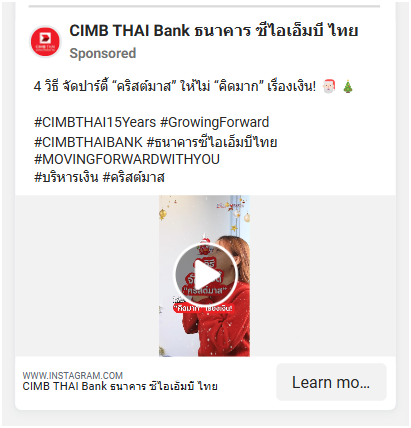 CIMB THAI Bank ธนาคาร ซีไอเอ็มบี ไทย
Sponsored
4 วิธี จัดปาร์ตี้ “คริสต์มาส” ให้ไม่ “คิดมาก” เรื่องเงิน! 🎅 🎄
#CIMBTHAI15Years #GrowingForward
#CIMBTHAIBANK #ธนาคารซีไอเอ็มบีไทย
#MOVINGFORWARDWITHYOU
#บริหารเงิน #คริสต์มาส
“คริสต์มาส”
“คิดมาก” เรื่องเงิน!
WWW.INSTAGRAM.COM
CIMB THAI Bank ธนาคาร ซีไอเอ็มบี ไทย
Learn mo...